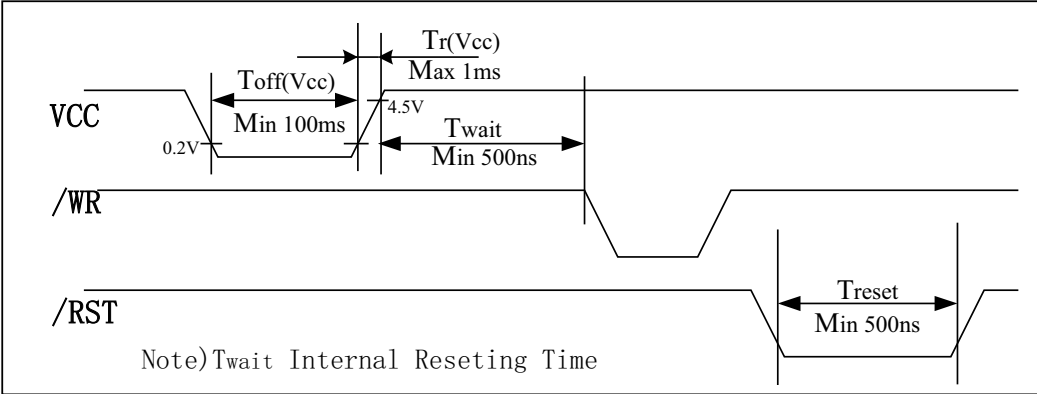 Tr(Vcc)
Max 1ms
Toff(Vcc)
Min 100ms
VCC
4.5V
0.2V
Twait
Min 500ns
/WR
/RST
Treset
Min 500ns
Note)Twait Internal Reseting Time